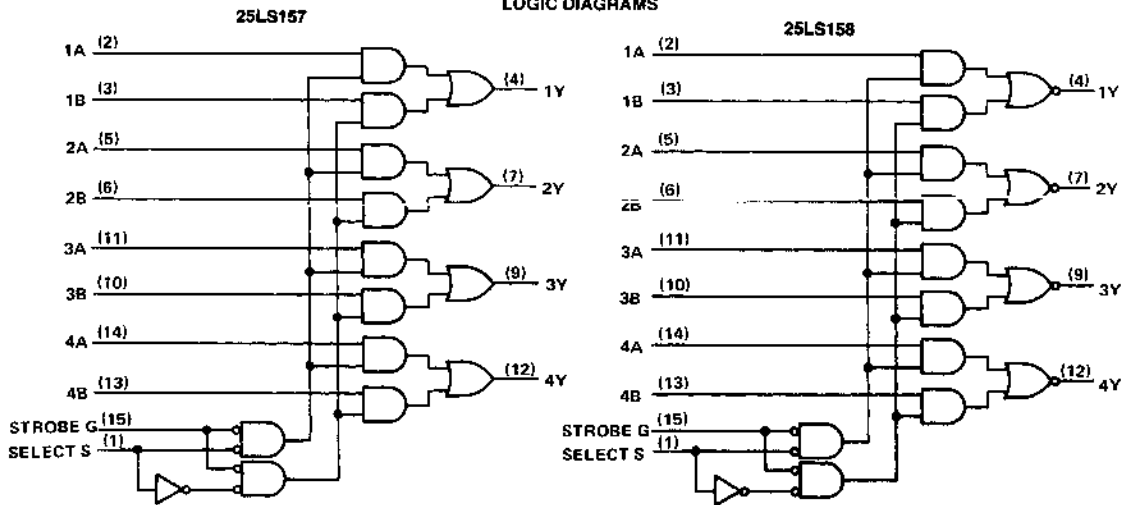 LOGIC DIAGRAMS
25LS157
1A (2)
1B (3)
2A (5)
2B (6)
3A (11)
3B (10)
4A (14)
4B (13)
STROBE G (15)
SELECT S (1)
(4) 1Y
(7) 2Y
(9) 3Y
(12) 4Y
25LS158
1A (2)
1B (3)
2A (5)
2B (6)
3A (11)
3B (10)
4A (14)
4B (13)
STROBE G (15)
SELECT S (1)
(4) 1Y
(7) 2Y
(9) 3Y
(12) 4Y